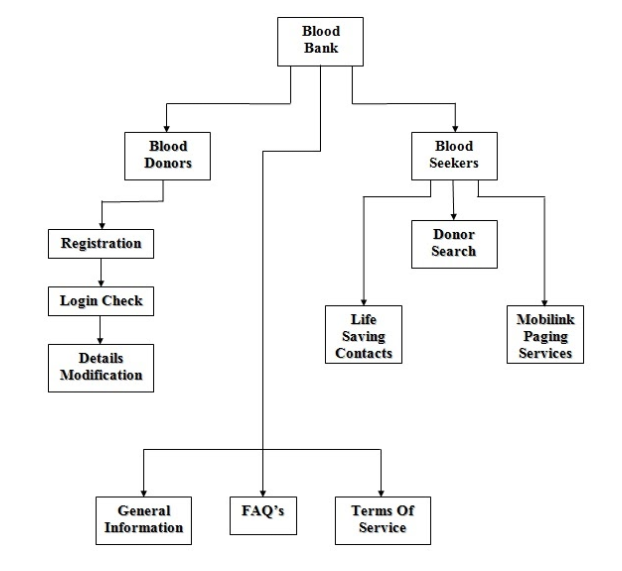 Blood
Bank
Blood
Donors
Blood
Seekers
Registration
Donor
Search
Login Check
Life
Saving
Contacts
Mobilink
Paging
Services
Details
Modification
General
Information
FAQ's
Terms Of
Service